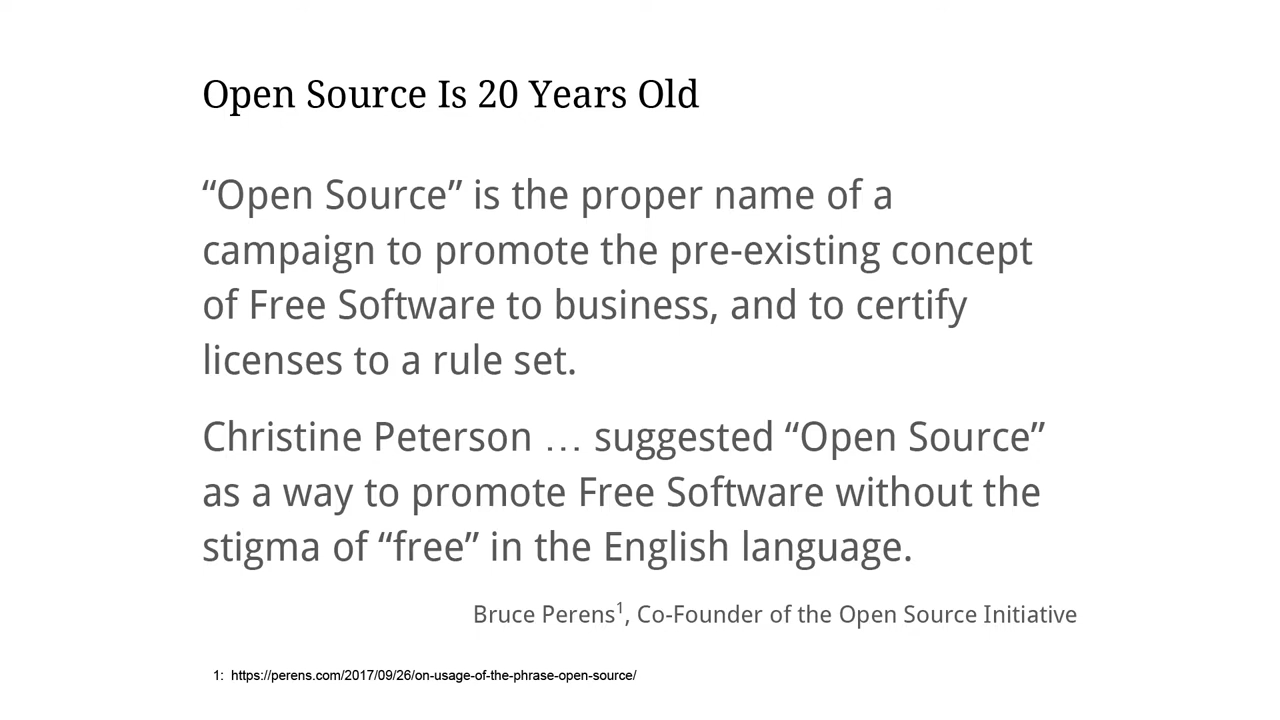 Open Source Is 20 Years Old
“Open Source” is the proper name of a
campaign to promote the pre-existing concept
of Free Software to business, and to certify
licenses to a rule set.
Christine Peterson … suggested “Open Source”
as a way to promote Free Software without the
stigma of “free” in the English language.
Bruce Perens¹, Co-Founder of the Open Source Initiative
1: https://perens.com/2017/09/26/on-usage-of-the-phrase-open-source/